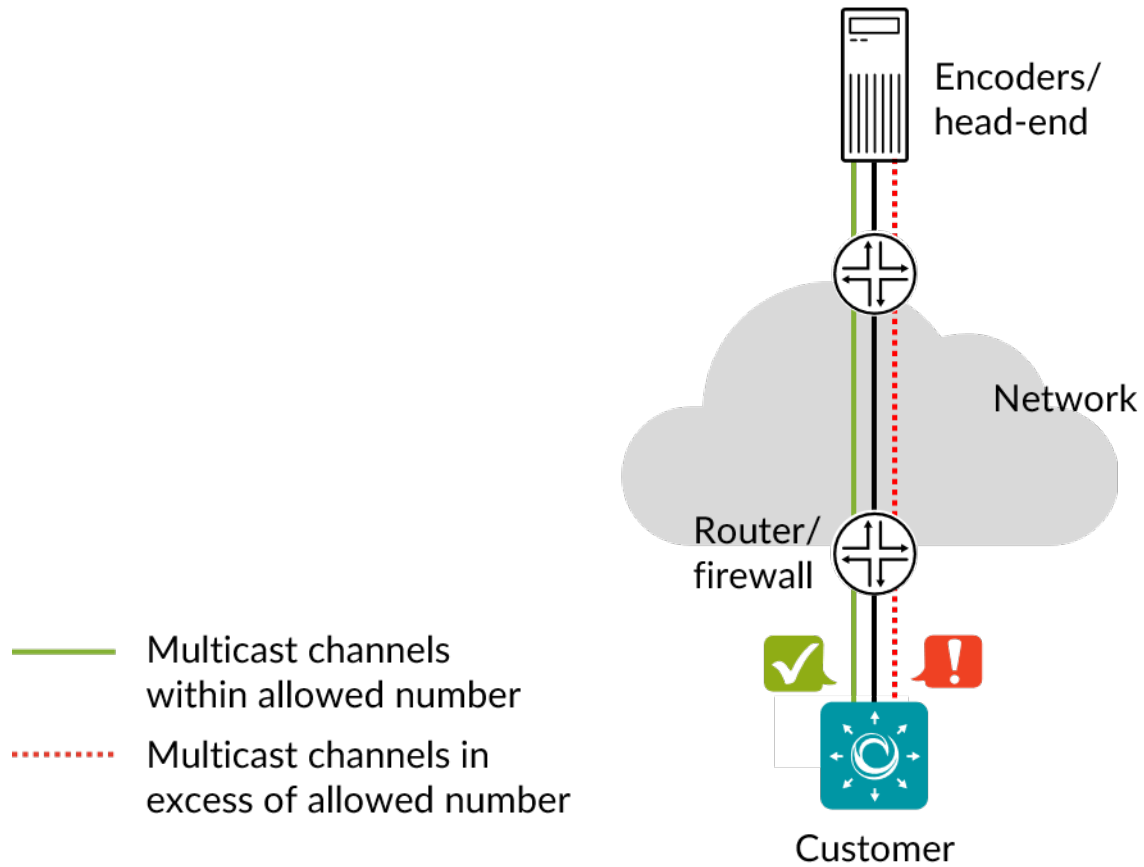 Encoders/
head-end
Network
Router/
firewall
Multicast channels
within allowed number
Multicast channels in
excess of allowed number
Customer